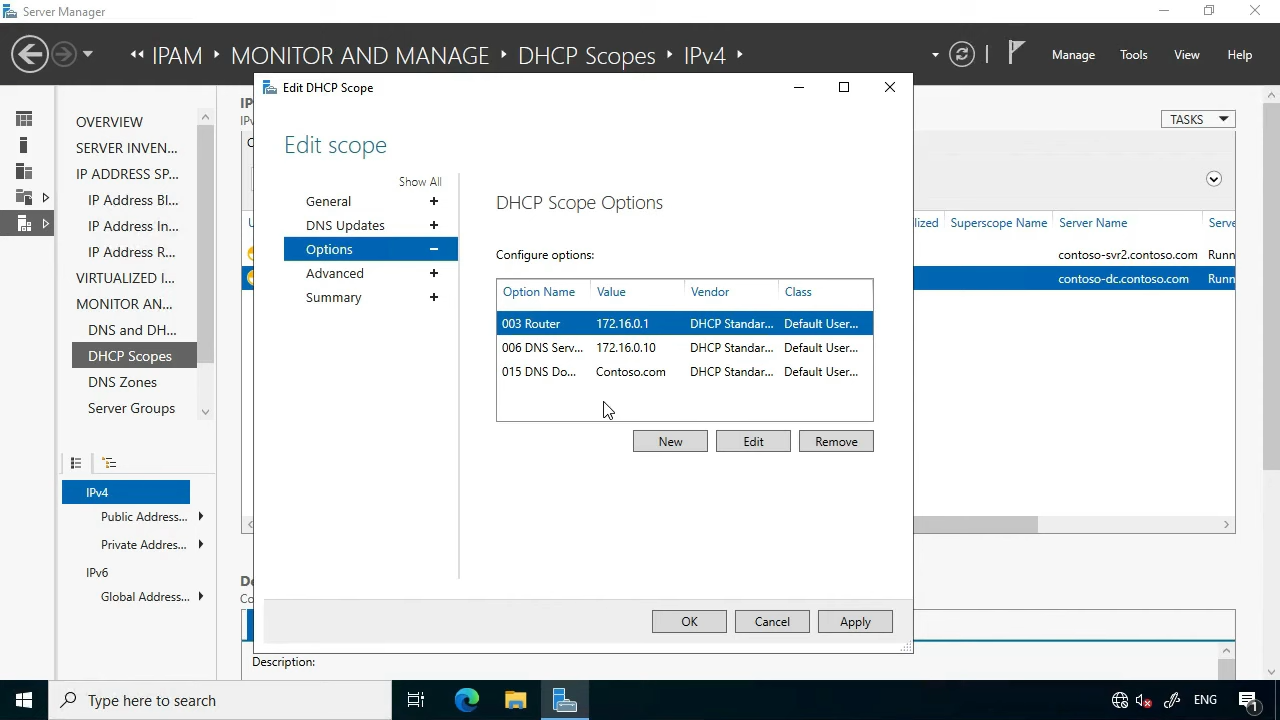 Server Manager
IPAM
MONITOR AND MANAGE
DHCP Scopes
IPv4
Manage
Tools
View
Help
OVERVIEW
SERVER INVEN...
IP ADDRESS SP...
IP Address Bl...
IP Address In...
IP Address R...
VIRTUALIZED I...
MONITOR AN...
DNS and DH...
DHCP Scopes
DNS Zones
Server Groups
IPv4
Public Address...
Private Addres...
IPv6
Global Address...
TASKS
Superscope Name
Server Name
contoso-svr2.contoso.com
Runn
contoso-dc.contoso.com
Runn
Edit DHCP Scope
Edit scope
Show All
General
DNS Updates
Options
Advanced
Summary
DHCP Scope Options
Configure options:
Option Name Value Vendor Class
003 Router 172.16.0.1 DHCP Standar... Default User...
006 DNS Serv... 172.16.0.10 DHCP Standar... Default User...
015 DNS Do... Contoso.com DHCP Standar... Default User...
New Edit Remove
OK Cancel Apply
Description:
Type here to search
ENG
1